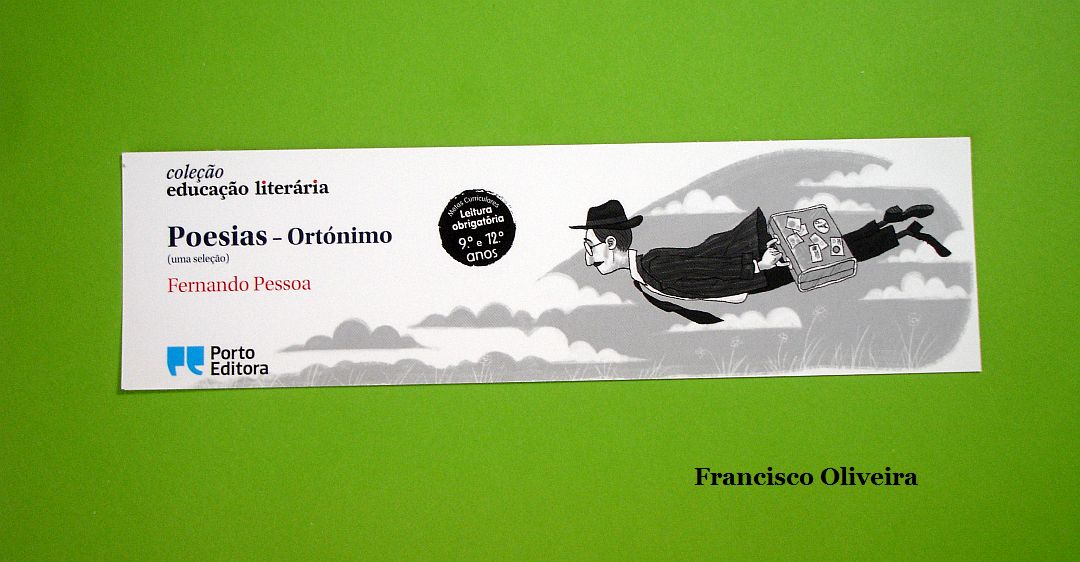 coleção
educação literária
Poesias – Ortónimo
(uma seleção)
Fernando Pessoa
Metas Curriculares
Leitura
obrigatória
9.º e 12.º
anos
Porto
Editora
Francisco Oliveira